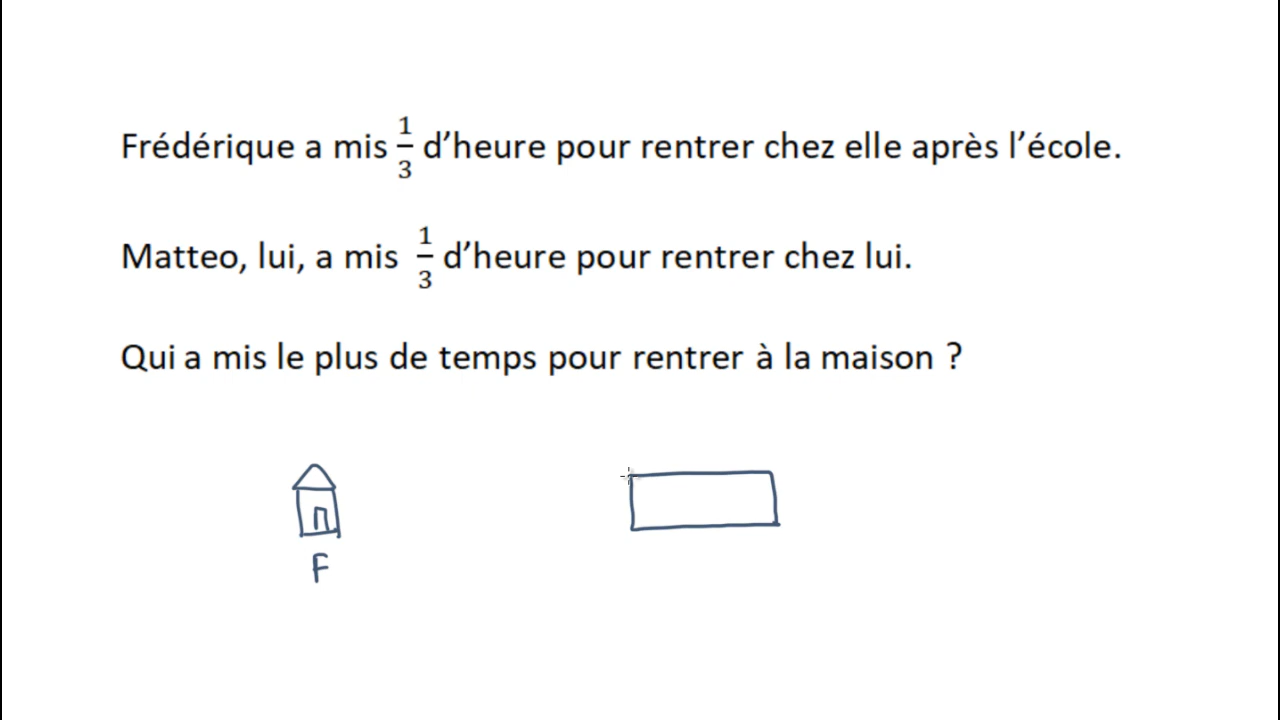 Frédérique a mis 1/3 d’heure pour rentrer chez elle après l’école.
Matteo, lui, a mis 1/3 d’heure pour rentrer chez lui.
Qui a mis le plus de temps pour rentrer à la maison ?
F